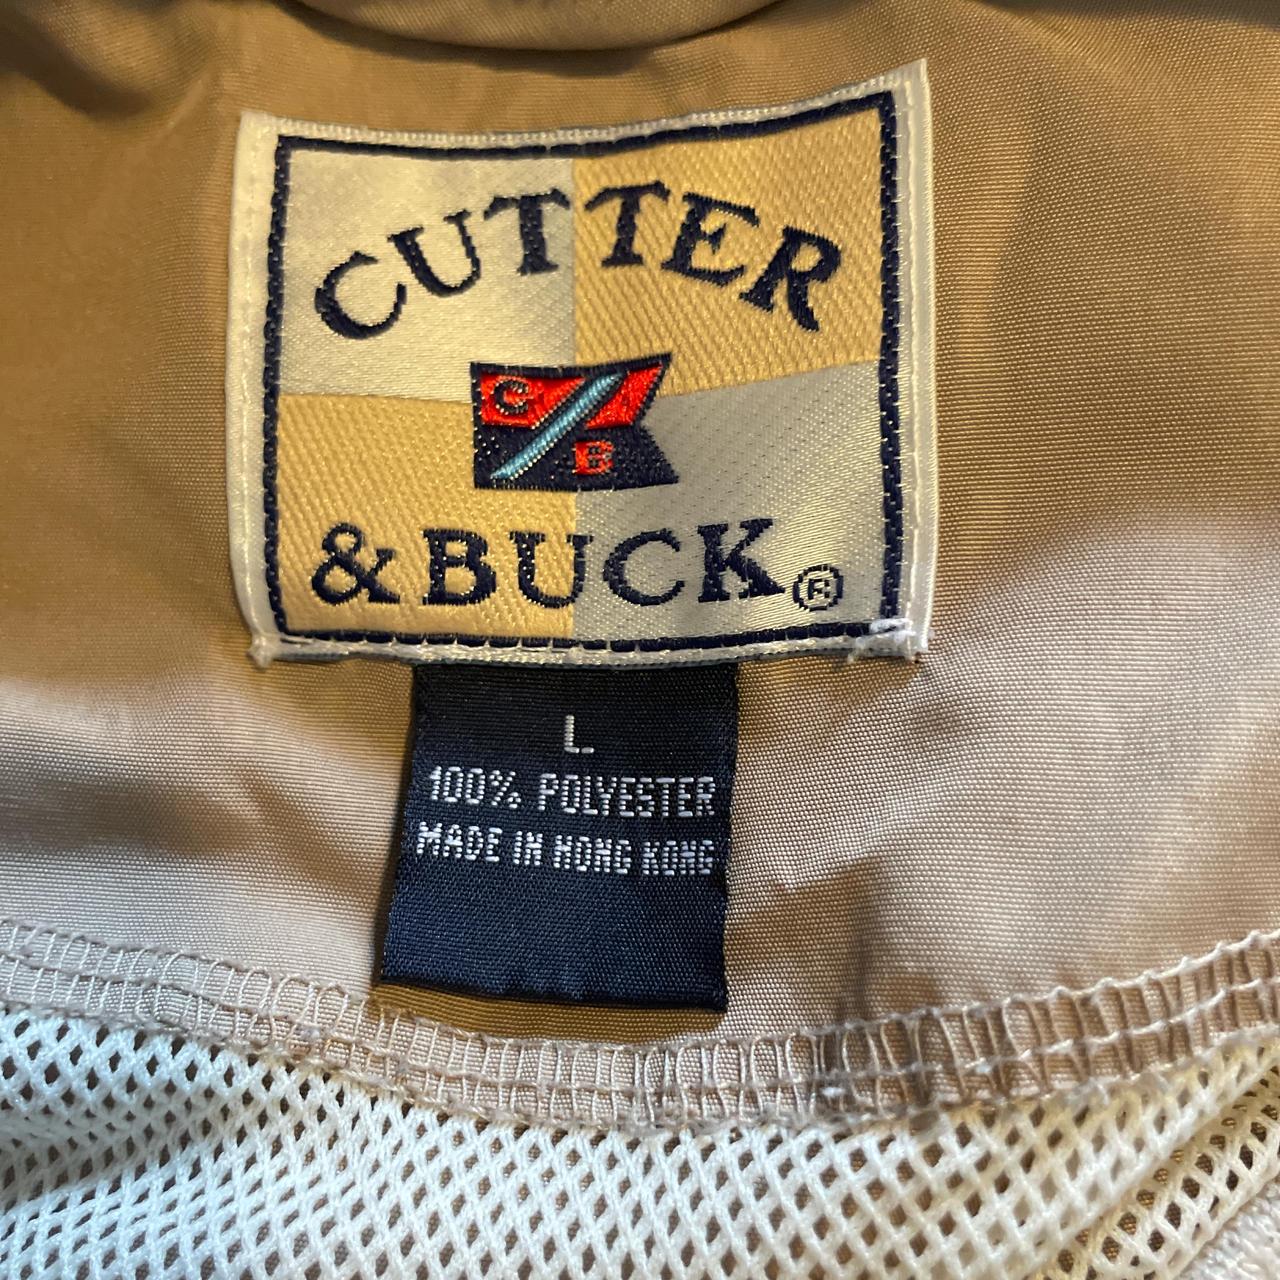 CUTTER
C B
& BUCK®
L
100% POLYESTER
MADE IN HONG KONG